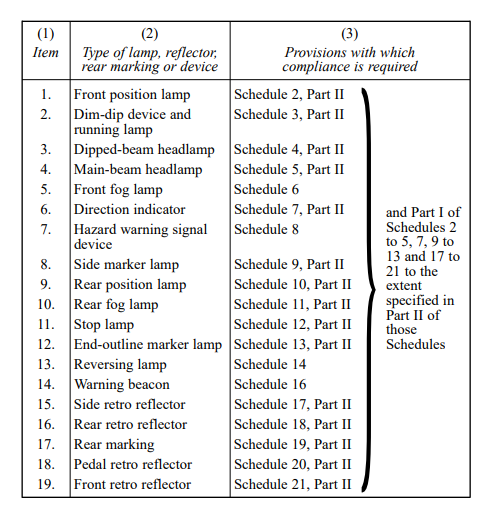 (1) (2) (3)
Item Type of lamp, reflector, Provisions with which
rear marking or device compliance is required
1. Front position lamp Schedule 2, Part II
2. Dim-dip device and Schedule 3, Part II
running lamp
3. Dipped-beam headlamp Schedule 4, Part II
4. Main-beam headlamp Schedule 5, Part II
5. Front fog lamp Schedule 6
6. Direction indicator Schedule 7, Part II
7. Hazard warning signal Schedule 8
device
8. Side marker lamp Schedule 9, Part II
9. Rear position lamp Schedule 10, Part II
10. Rear fog lamp Schedule 11, Part II
11. Stop lamp Schedule 12, Part II
12. End-outline marker lamp Schedule 13, Part II
13. Reversing lamp Schedule 14
14. Warning beacon Schedule 16
15. Side retro reflector Schedule 17, Part II
16. Rear retro reflector Schedule 18, Part II
17. Rear marking Schedule 19, Part II
18. Pedal retro reflector Schedule 20, Part II
19. Front retro reflector Schedule 21, Part II
and Part I of
Schedules 2
to 5, 7, 9 to
13 and 17 to
21 to the
extent
specified in
Part II of
those
Schedules